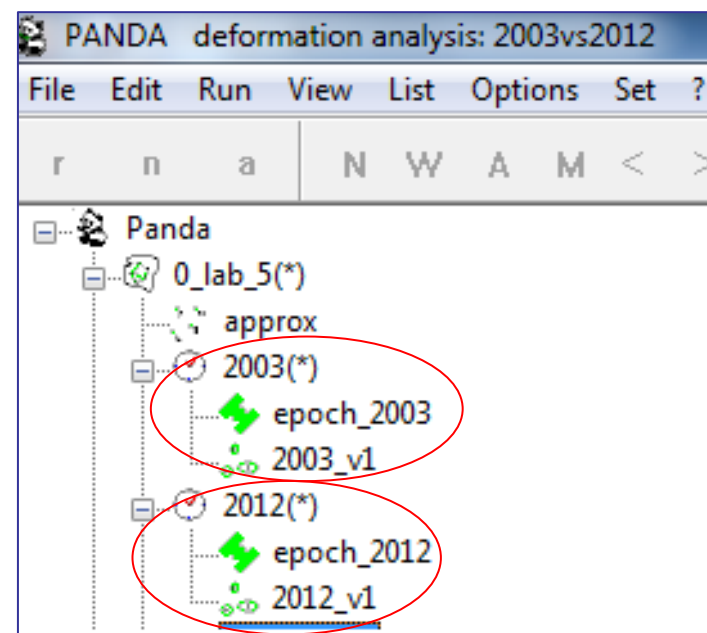 PANDA deformation analysis: 2003vs2012
File Edit Run View List Options Set ?
r n a N W A M < >
Panda
0_lab_5(*)
approx
2003(*)
epoch_2003
2003_v1
2012(*)
epoch_2012
2012_v1